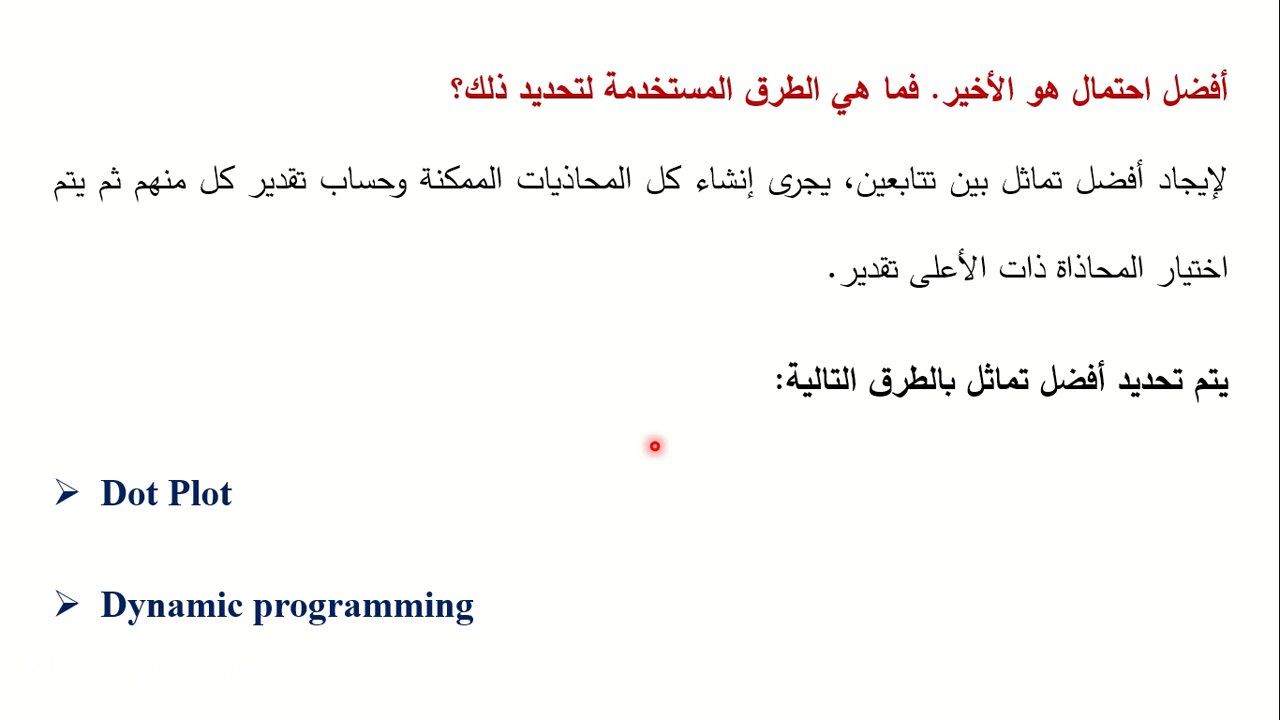 أفضل احتمال هو الأخير. فما هي الطرق المستخدمة لتحديد ذلك؟
لإيجاد أفضل تماثل بين تتابعين، يجرى إنشاء كل المحاذيات الممكنة وحساب تقدير كل منهم ثم يتم
اختيار المحاذاة ذات الأعلى تقدير.
يتم تحديد أفضل تماثل بالطرق التالية:
➢ Dot Plot
➢ Dynamic programming